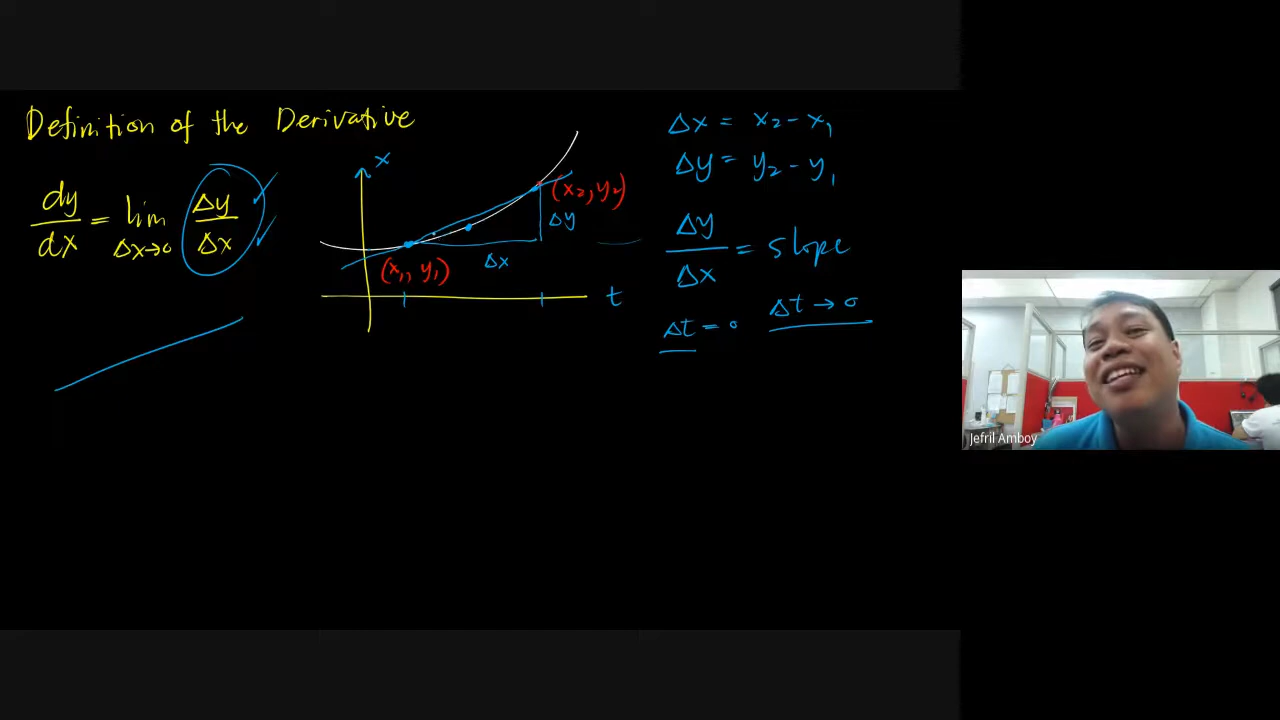 Definition of the Derivative
dy/dx = lim Δx→0 Δy/Δx
x
(x₂, y₂)
Δy
Δx
(x₁, y₁)
t
Δx = x₂ - x₁
Δy = y₂ - y₁
Δy/Δx = slope
Δt = 0
Δt → 0
Jefril Amboy